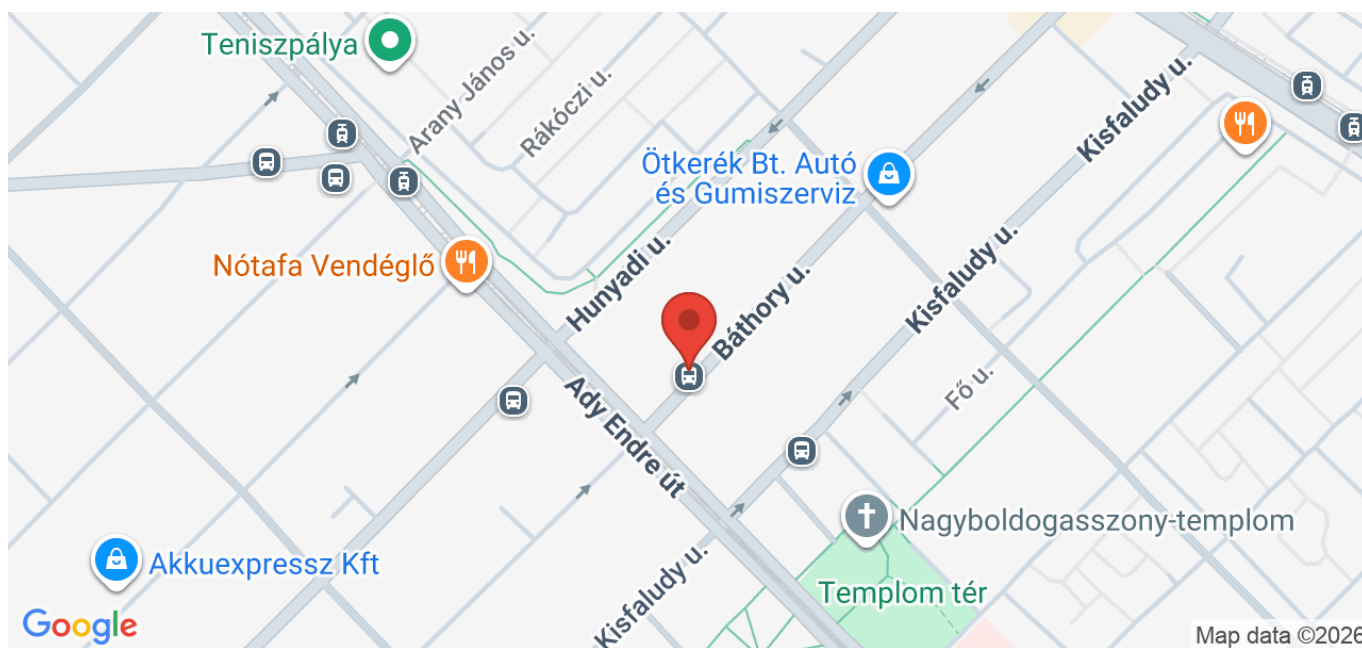 Teniszpálya
Arany János u.
Rákóczi u.
Kisfaludy u.
Ötkerék Bt. Autó
és Gumiszerviz
Nótafa Vendéglő
Hunyadi u.
Báthory u.
Kisfaludy u.
Fő u.
Ady Endre út
Nagyboldogasszony-templom
Akkuexpressz Kft
Templom tér
Kisfaludy u.
Google
Map data ©2026